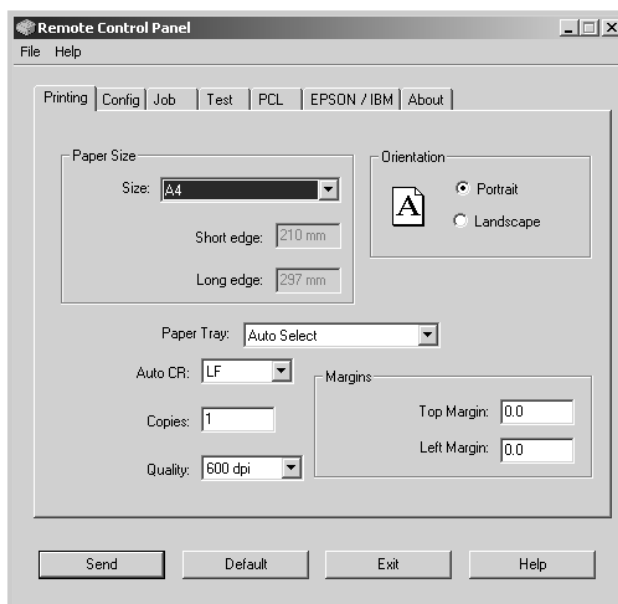 Remote Control Panel
File Help
Printing Config Job Test PCL EPSON / IBM About
Paper Size
Size: A4
Short edge: 210 mm
Long edge: 297 mm
Orientation
A
Portrait
Landscape
Paper Tray: Auto Select
Auto CR: LF
Copies: 1
Quality: 600 dpi
Margins
Top Margin: 0.0
Left Margin: 0.0
Send Default Exit Help